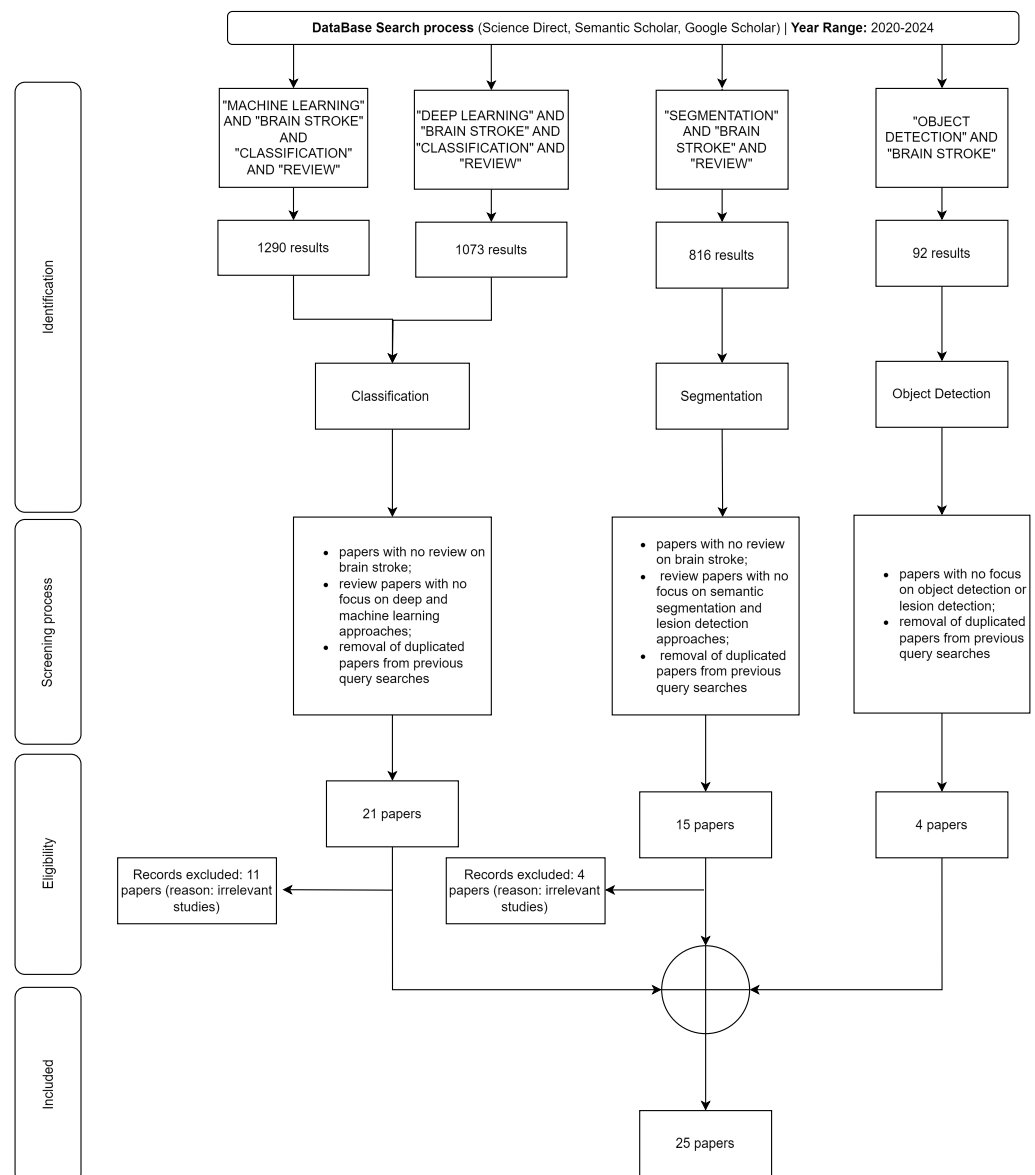 DataBase Search process (Science Direct, Semantic Scholar, Google Scholar) | Year Range: 2020-2024
Identification
"MACHINE LEARNING"
AND "BRAIN STROKE"
AND
"CLASSIFICATION"
AND "REVIEW"
"DEEP LEARNING" AND
"BRAIN STROKE" AND
"CLASSIFICATION" AND
"REVIEW"
"SEGMENTATION"
AND "BRAIN
STROKE" AND
"REVIEW"
"OBJECT
DETECTION" AND
"BRAIN STROKE"
1290 results
1073 results
816 results
92 results
Classification
Segmentation
Object Detection
Screening process
• papers with no review on
brain stroke;
• review papers with no
focus on deep and
machine learning
approaches;
• removal of duplicated
papers from previous
query searches
• papers with no review
on brain stroke;
• review papers with no
focus on semantic
segmentation and
lesion detection
approaches;
• removal of duplicated
papers from previous
query searches
• papers with no focus
on object detection or
lesion detection;
• removal of duplicated
papers from previous
query searches
Eligibility
21 papers
15 papers
4 papers
Records excluded: 11
papers (reason: irrelevant
studies)
Records excluded: 4
papers (reason: irrelevant
studies)
Included
25 papers